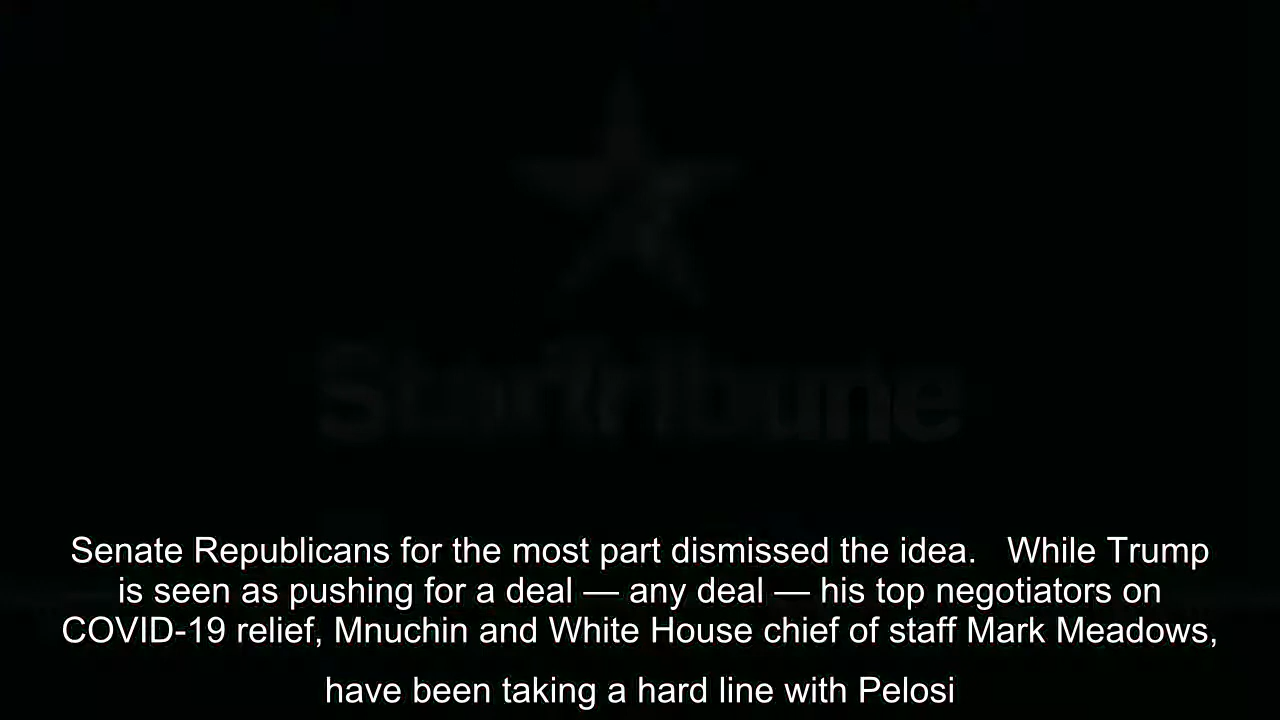 StarTribune
Senate Republicans for the most part dismissed the idea.   While Trump
is seen as pushing for a deal — any deal — his top negotiators on
COVID-19 relief, Mnuchin and White House chief of staff Mark Meadows,
have been taking a hard line with Pelosi